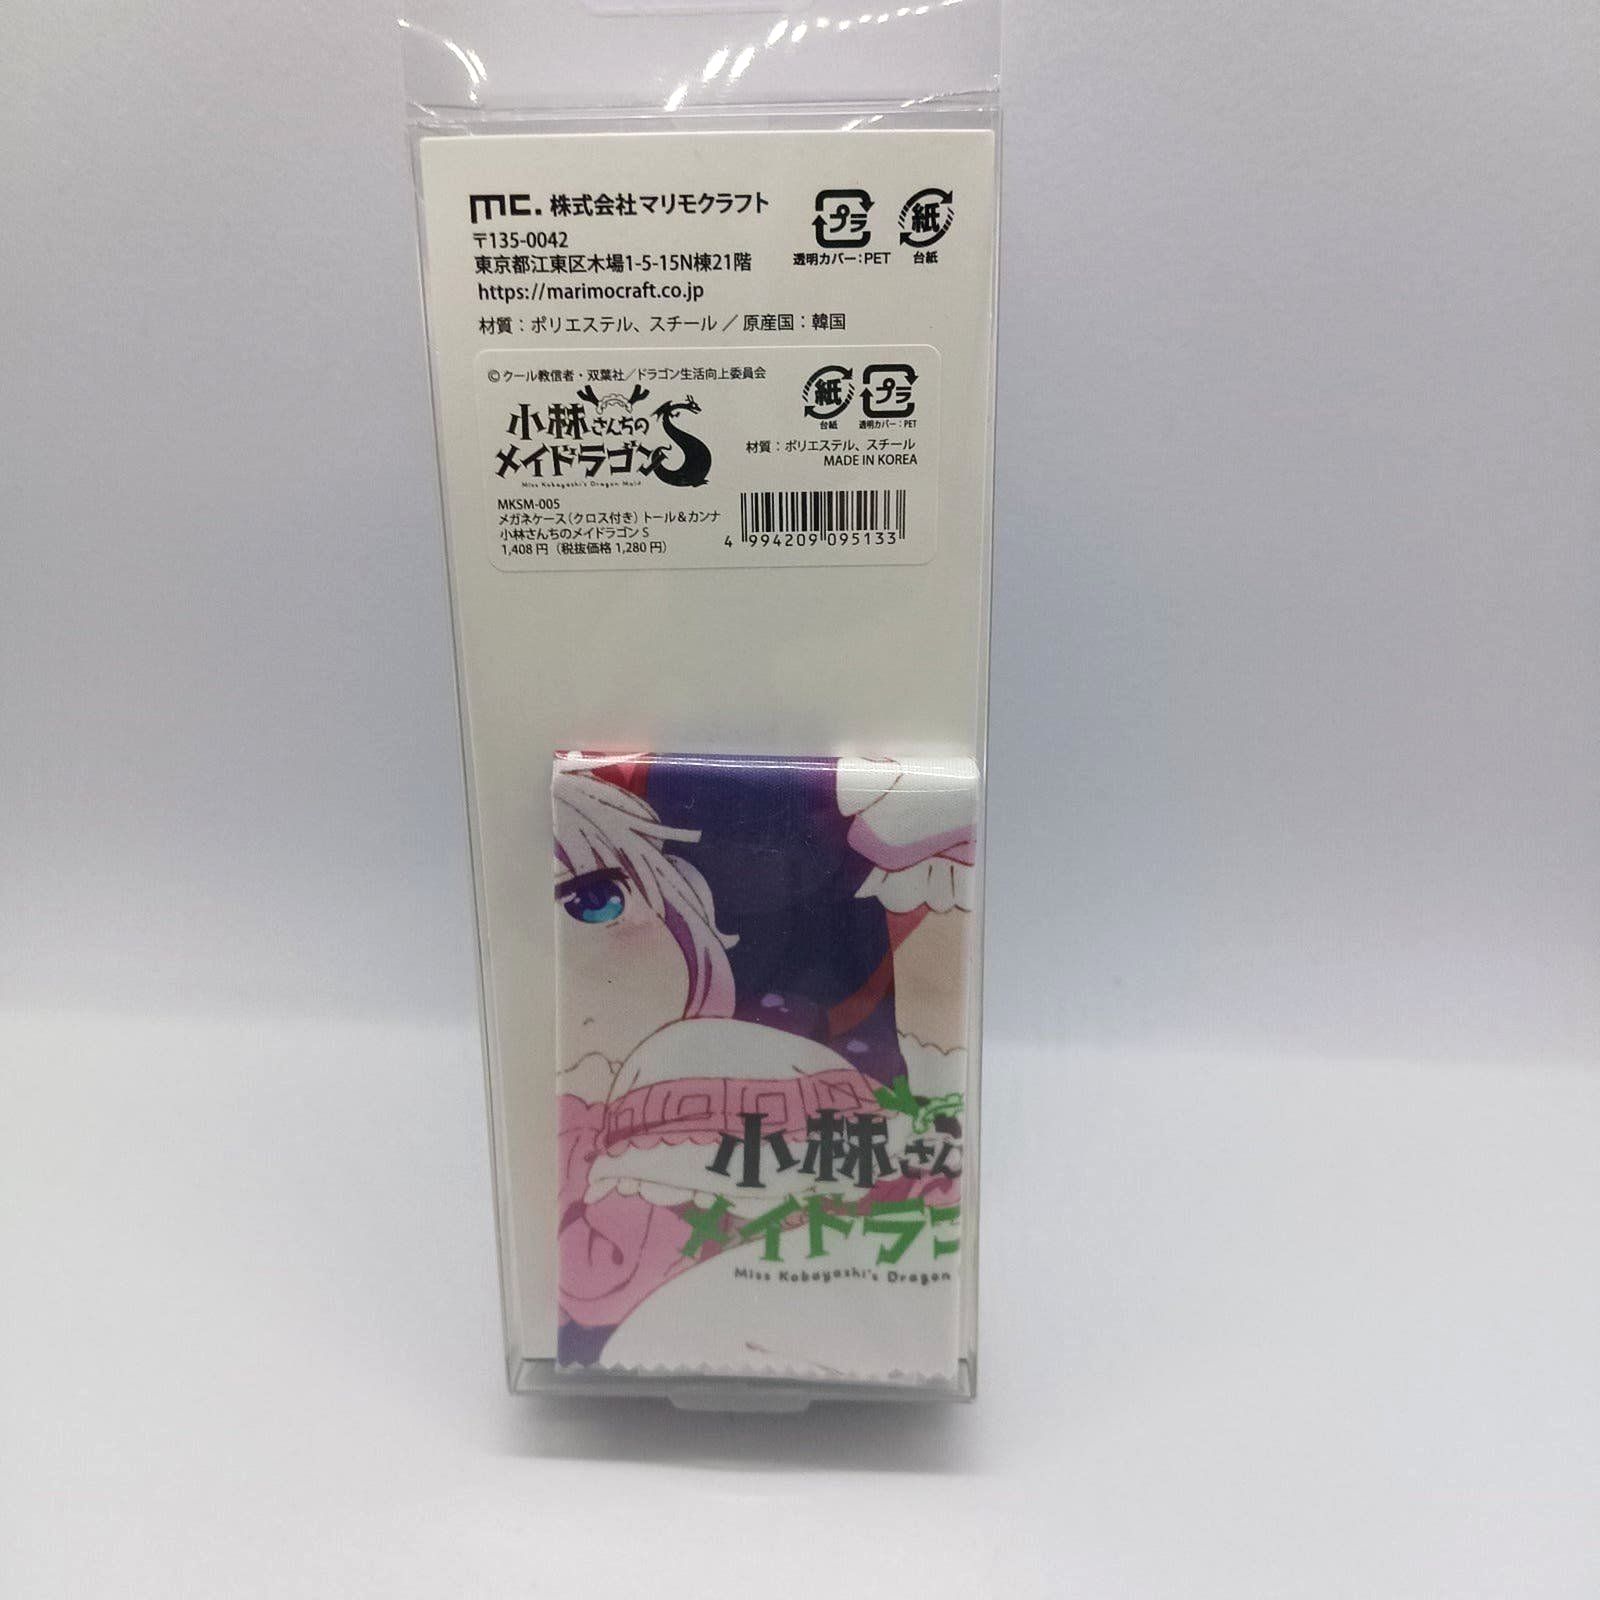 mc. 株式会社マリモクラフト
〒135-0042
東京都江東区木場1-5-15N棟21階
https://marimocraft.co.jp
プラ 紙
透明カバー:PET 台紙
材質:ポリエステル、スチール/原産国:韓国
©クール教信者・双葉社/ドラゴン生活向上委員会
小林さんちの
メイドラゴンS
Miss Kobayashi's Dragon Maid
紙 プラ
台紙 透明カバー:PET
材質:ポリエステル、スチール
MADE IN KOREA
MKSM-005
メガネケース(クロス付き)トール&カンナ
小林さんちのメイドラゴンS
1,408円(税抜価格1,280円)
4 994209 095133
小林さん
メイドラゴ
Miss Kobayashi's Dragon